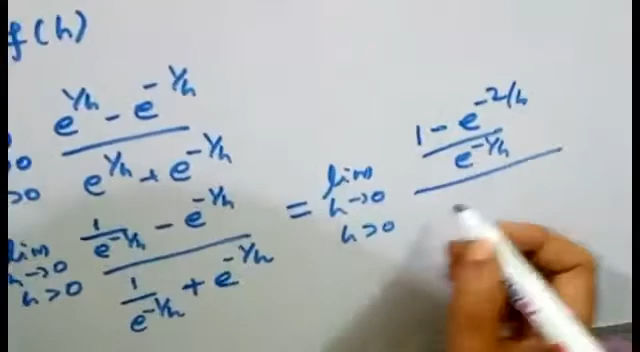 f(h)
>0 (e^{1/h} - e^{-1/h}) / (e^{1/h} + e^{-1/h})
lim h→0 h>0 (1/e^{-1/h} - e^{-1/h}) / (1/e^{-1/h} + e^{-1/h}) = lim h→0 h>0 ((1 - e^{-2/h}) / e^{-1/h}) /